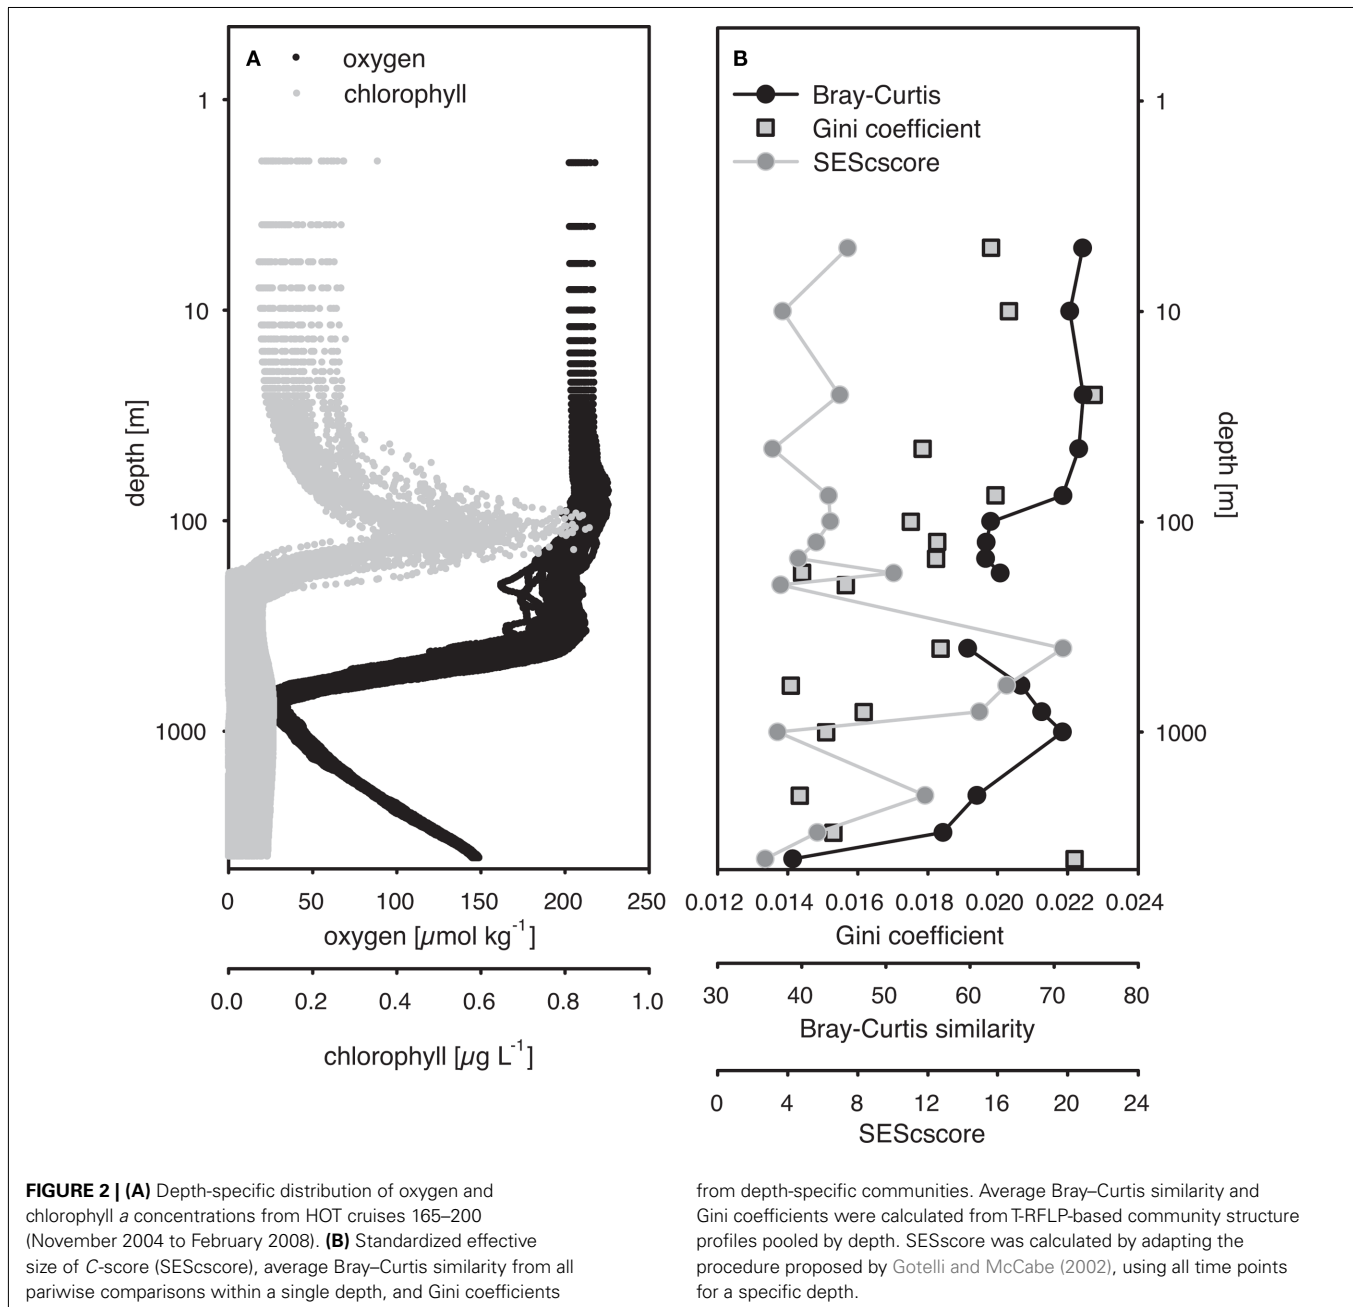 A
oxygen
chlorophyll
1
10
100
1000
depth [m]
0 50 100 150 200 250
oxygen [µmol kg-1]
0.0 0.2 0.4 0.6 0.8 1.0
chlorophyll [µg L-1]
B
Bray-Curtis
Gini coefficient
SEScscore
1
10
100
1000
depth [m]
0.012 0.014 0.016 0.018 0.020 0.022 0.024
Gini coefficient
30 40 50 60 70 80
Bray-Curtis similarity
0 4 8 12 16 20 24
SEScscore
FIGURE 2 | (A) Depth-specific distribution of oxygen and
chlorophyll a concentrations from HOT cruises 165–200
(November 2004 to February 2008). (B) Standardized effective
size of C-score (SEScscore), average Bray–Curtis similarity from all
pariwise comparisons within a single depth, and Gini coefficients
from depth-specific communities. Average Bray–Curtis similarity and
Gini coefficients were calculated from T-RFLP-based community structure
profiles pooled by depth. SESscore was calculated by adapting the
procedure proposed by Gotelli and McCabe (2002), using all time points
for a specific depth.